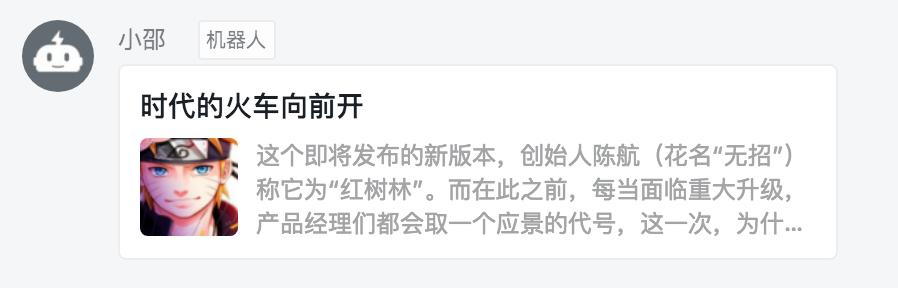 小邵 机器人
时代的火车向前开
这个即将发布的新版本，创始人陈航（花名“无招”）
称它为“红树林”。而在此之前，每当面临重大升级，
产品经理们都会取一个应景的代号，这一次，为什...